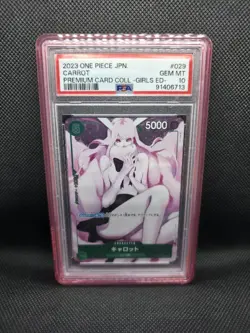 2023 ONE PIECE JPN. #029
CARROT GEM MT
PREMIUM CARD COLL -GIRLS ED- 10
PSA
91406713
5000
CHARACTER
キャロット